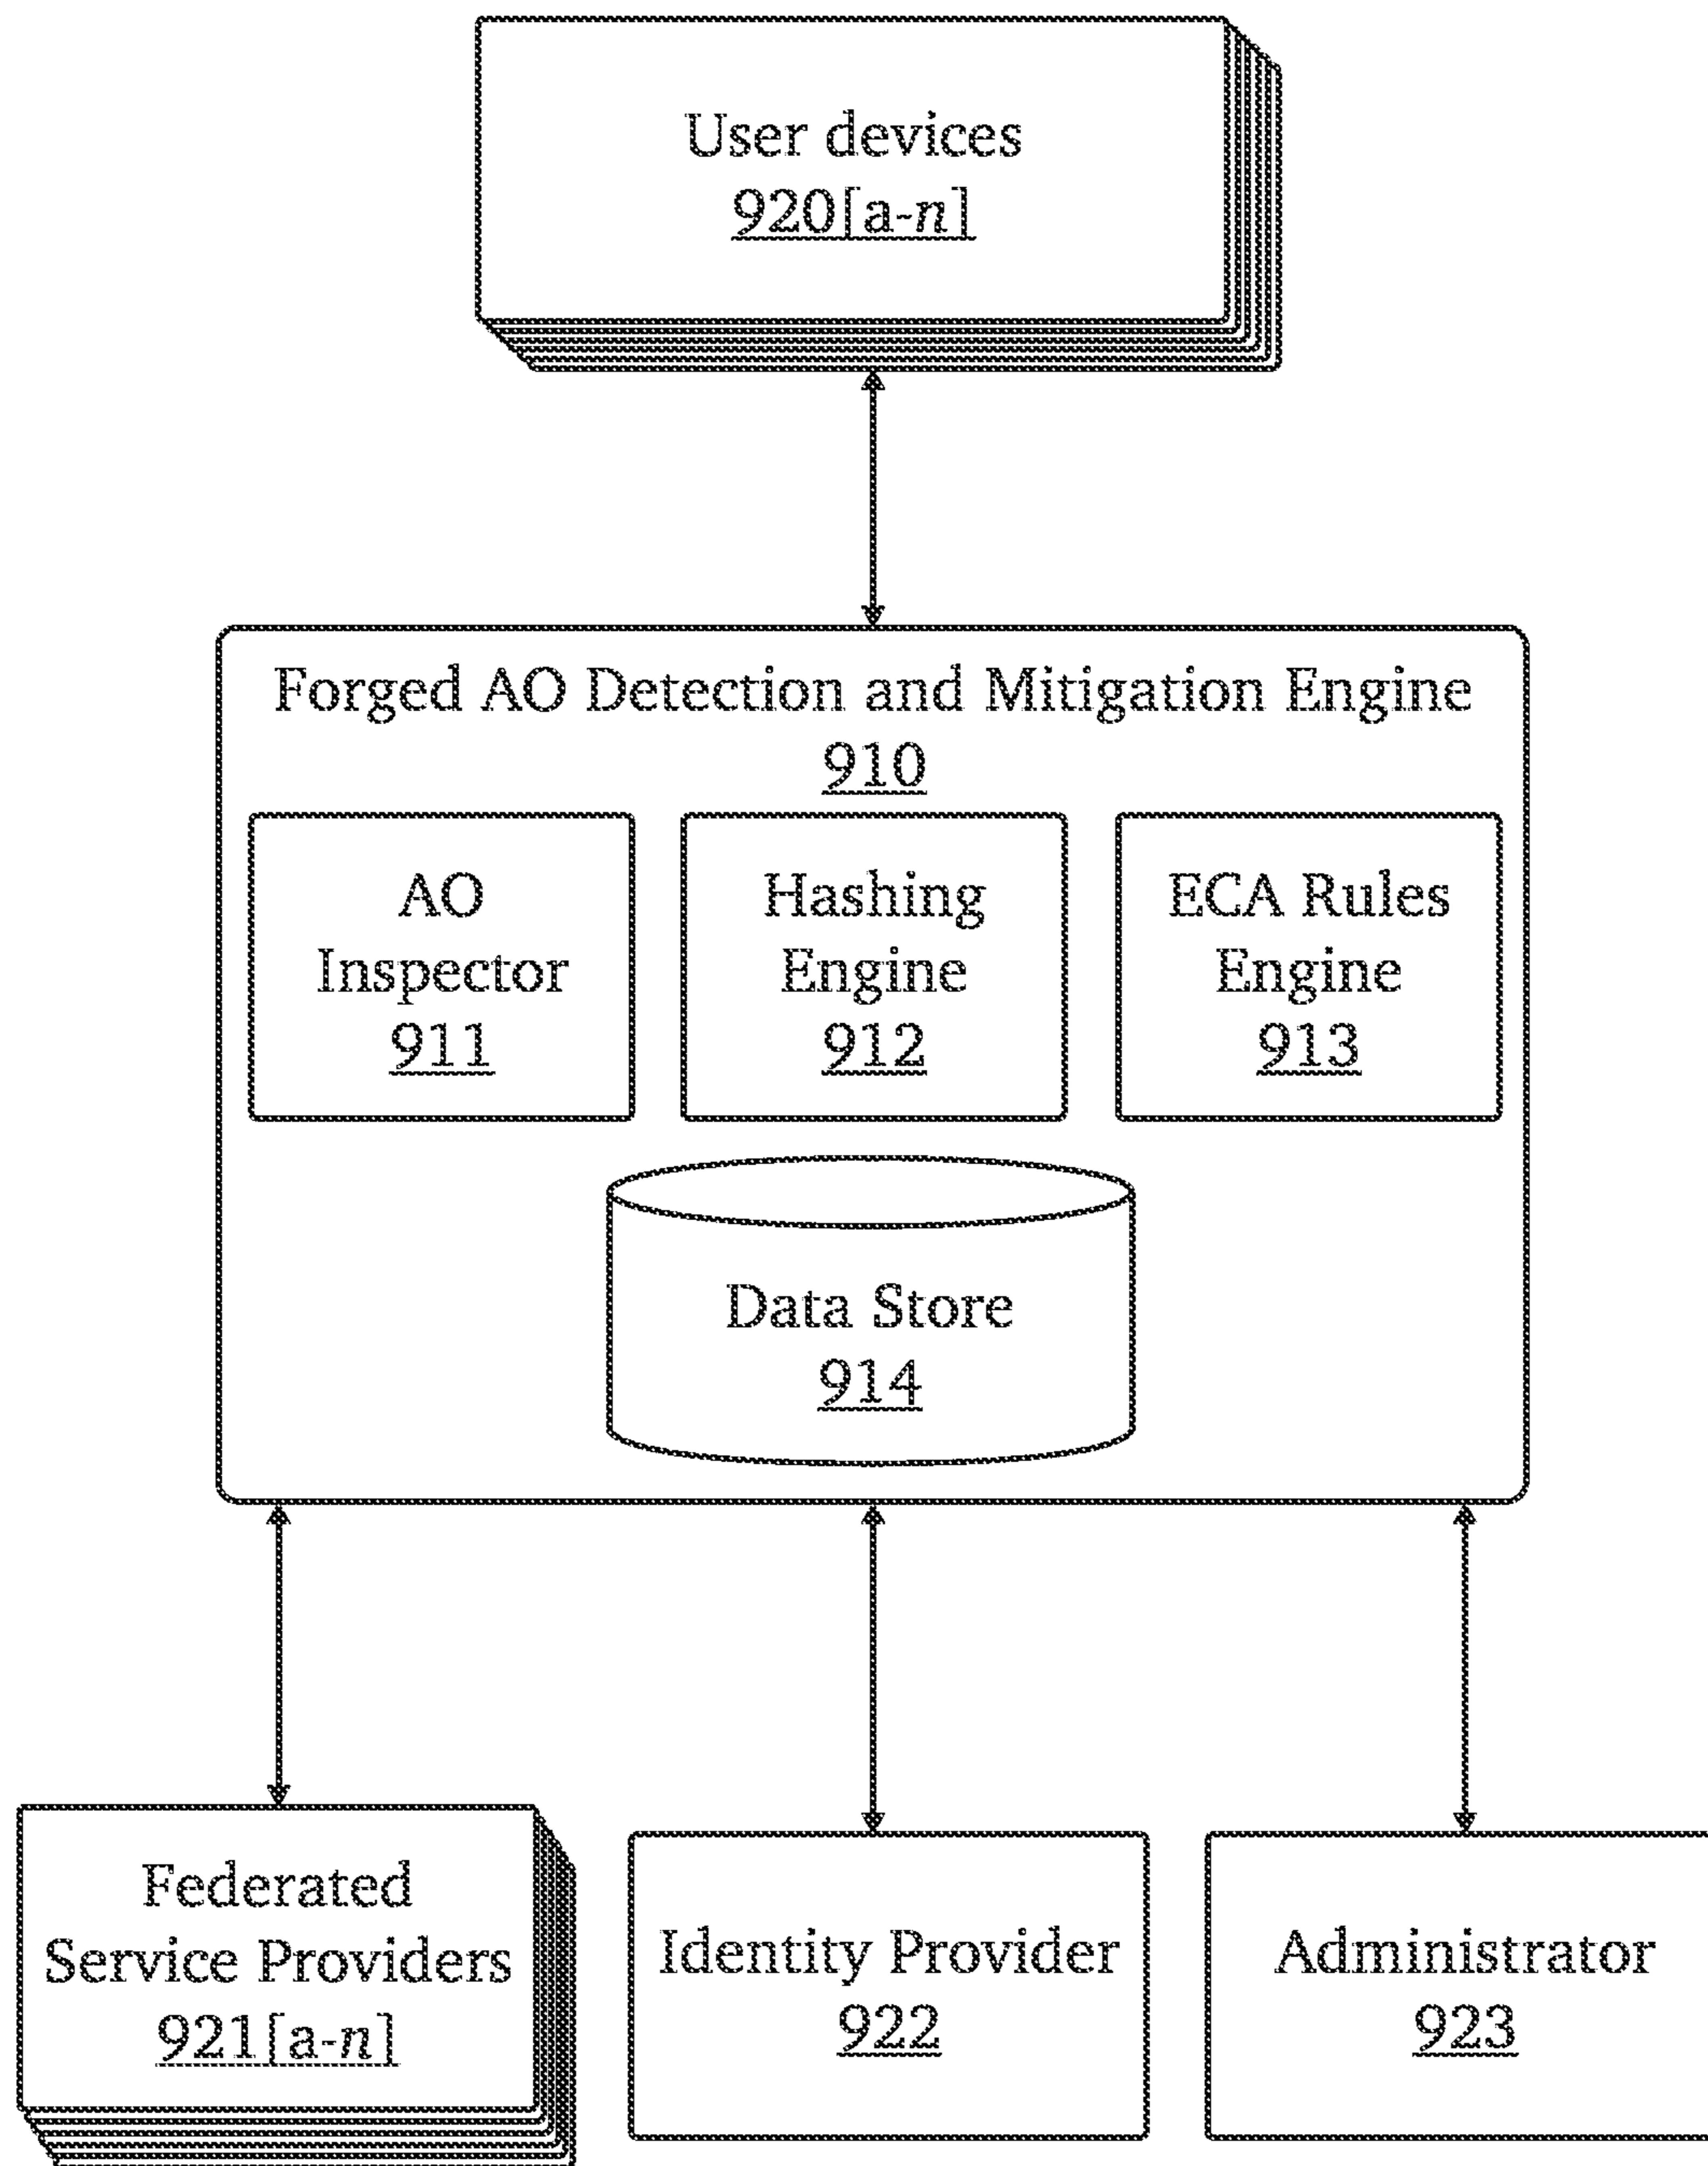 User devices
920[a-n]
Forged AO Detection and Mitigation Engine
910
AO
Inspector
911
Hashing
Engine
912
ECA Rules
Engine
913
Data Store
914
Federated
Service Providers
921[a-n]
Identity Provider
922
Administrator
923